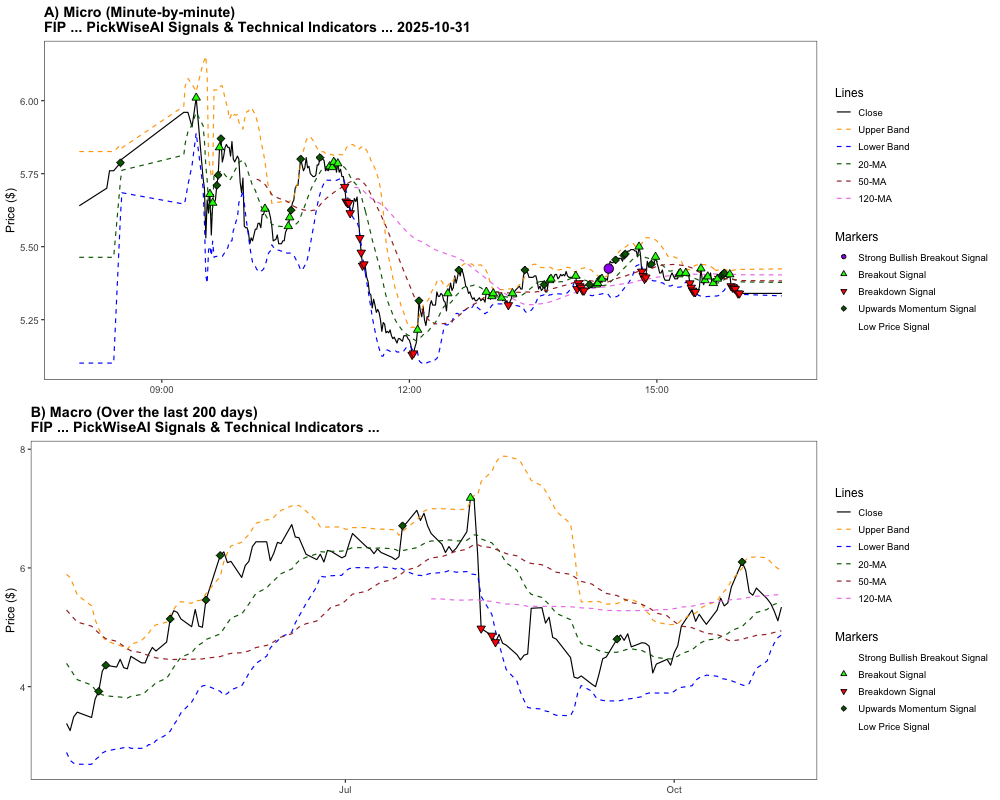 A) Micro (Minute-by-minute)
FIP ... PickWiseAI Signals & Technical Indicators ... 2025-10-31
Price ($)
6.00
5.75
5.50
5.25
09:00
12:00
15:00
Lines
Close
Upper Band
Lower Band
20-MA
50-MA
120-MA
Markers
Strong Bullish Breakout Signal
Breakout Signal
Breakdown Signal
Upwards Momentum Signal
Low Price Signal
B) Macro (Over the last 200 days)
FIP ... PickWiseAI Signals & Technical Indicators ...
Price ($)
8
6
4
Jul
Oct
Lines
Close
Upper Band
Lower Band
20-MA
50-MA
120-MA
Markers
Strong Bullish Breakout Signal
Breakout Signal
Breakdown Signal
Upwards Momentum Signal
Low Price Signal